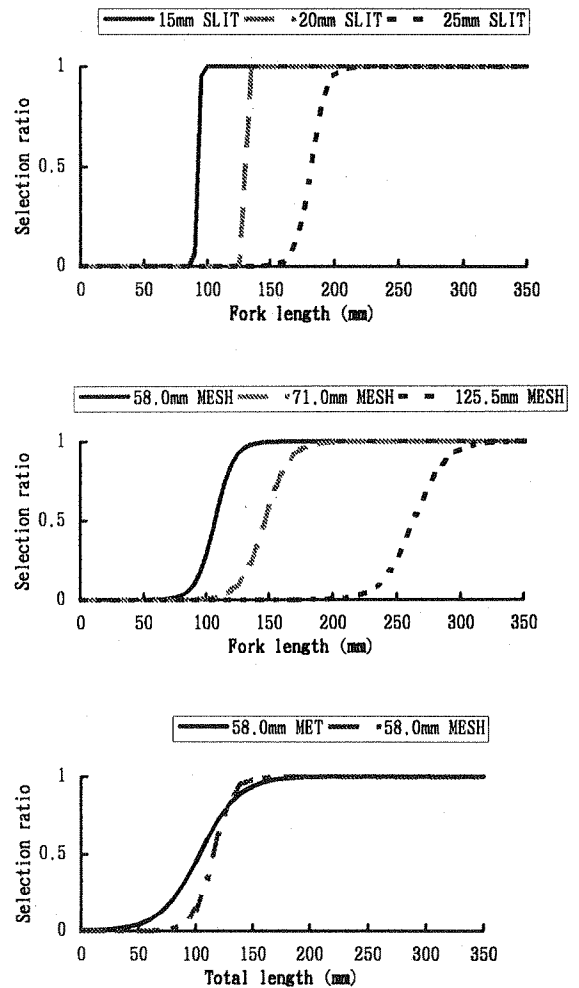 15mm SLIT 20mm SLIT 25mm SLIT
1
0.5
0
Selection ratio
0 50 100 150 200 250 300 350
Fork length (mm)
58.0mm MESH 71.0mm MESH 125.5mm MESH
1
0.5
0
Selection ratio
0 50 100 150 200 250 300 350
Fork length (mm)
58.0mm MET 58.0mm MESH
1
0.5
0
Selection ratio
0 50 100 150 200 250 300 350
Total length (mm)